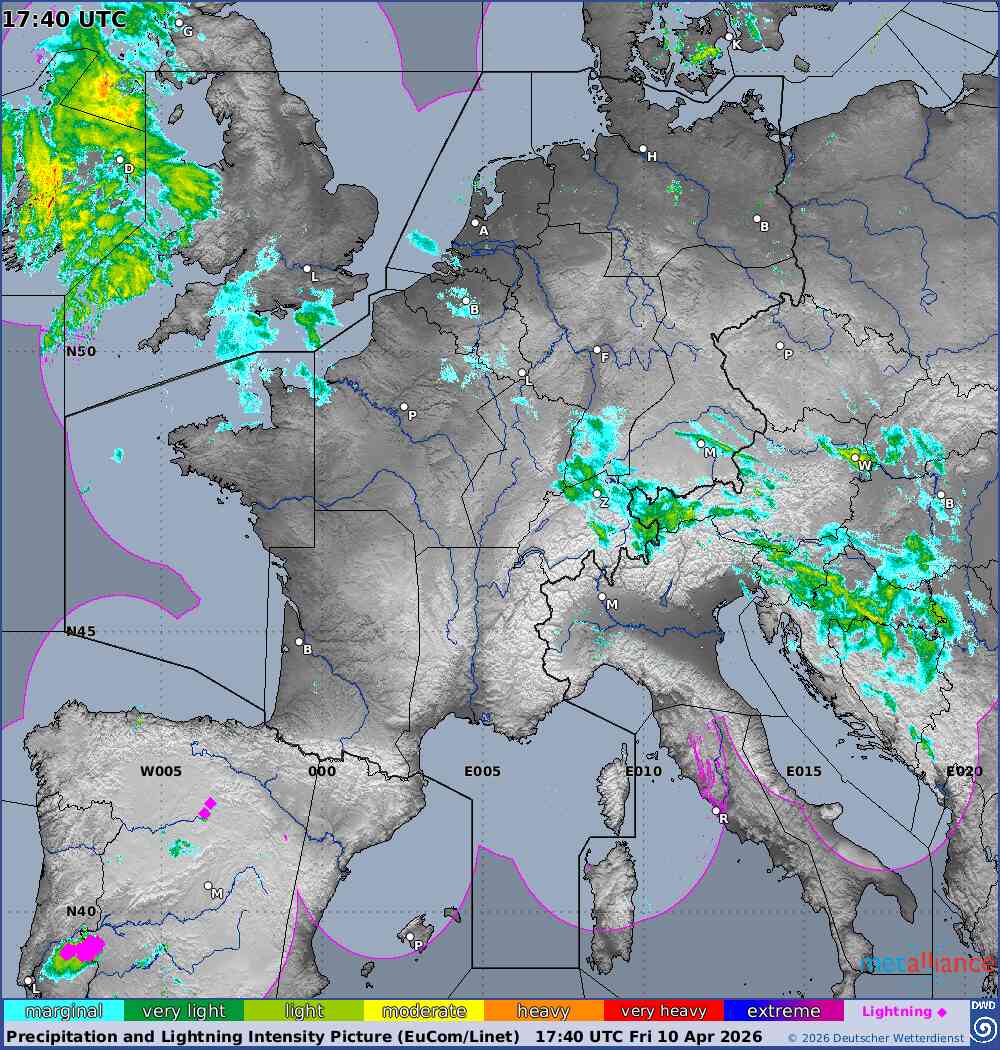 17:40 UTC
G
K
H
D
A
B
L
B
N50
F
P
L
P
M
W
Z
B
M
N45
B
W005
000
E005
E010
E015
E020
R
M
N40
P
L
metalliance
marginal very light light moderate heavy very heavy extreme Lightning ◆
DWD
Precipitation and Lightning Intensity Picture (EuCom/Linet) 17:40 UTC Fri 10 Apr 2026 © 2026 Deutscher Wetterdienst